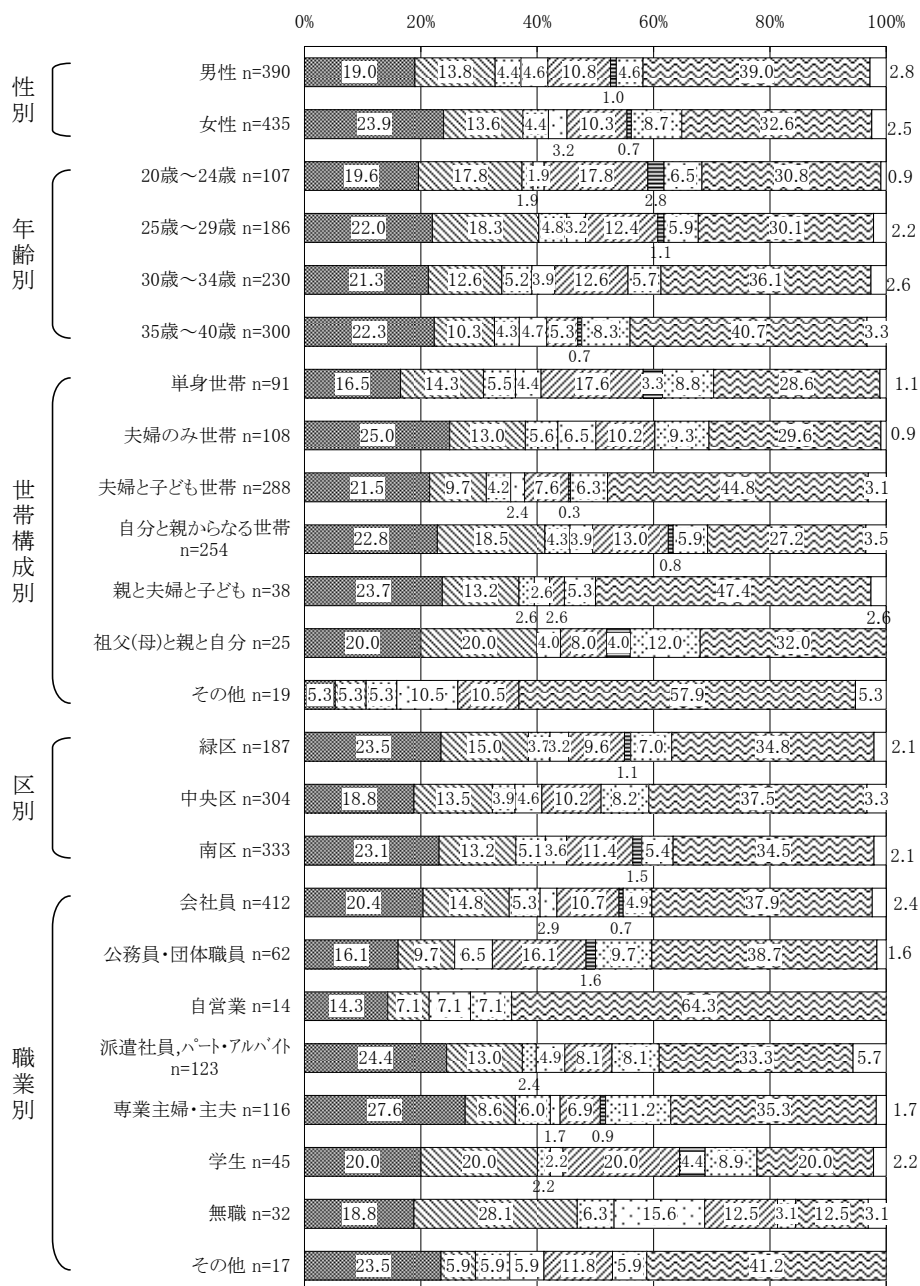 0% 20% 40% 60% 80% 100%
性別
男性 n=390 19.0 13.8 4.4 4.6 10.8 4.6 39.0 2.8
1.0
女性 n=435 23.9 13.6 4.4 10.3 8.7 32.6 2.5
3.2 0.7
年齢別
20歳～24歳 n=107 19.6 17.8 1.9 17.8 6.5 30.8 0.9
1.9 2.8
25歳～29歳 n=186 22.0 18.3 4.8 3.2 12.4 5.9 30.1 2.2
1.1
30歳～34歳 n=230 21.3 12.6 5.2 3.9 12.6 5.7 36.1 2.6
35歳～40歳 n=300 22.3 10.3 4.3 4.7 5.3 8.3 40.7 3.3
0.7
世帯構成別
単身世帯 n=91 16.5 14.3 5.5 4.4 17.6 3.3 8.8 28.6 1.1
夫婦のみ世帯 n=108 25.0 13.0 5.6 6.5 10.2 9.3 29.6 0.9
夫婦と子ども世帯 n=288 21.5 9.7 4.2 7.6 6.3 44.8 3.1
2.4 0.3
自分と親からなる世帯
n=254 22.8 18.5 4.3 3.9 13.0 5.9 27.2 3.5
0.8
親と夫婦と子ども n=38 23.7 13.2 2.6 5.3 47.4
2.6 2.6 2.6
祖父(母)と親と自分 n=25 20.0 20.0 4.0 8.0 4.0 12.0 32.0
その他 n=19 5.3 5.3 5.3 10.5 10.5 57.9 5.3
区別
緑区 n=187 23.5 15.0 3.7 3.2 9.6 7.0 34.8 2.1
1.1
中央区 n=304 18.8 13.5 3.9 4.6 10.2 8.2 37.5 3.3
南区 n=333 23.1 13.2 5.1 3.6 11.4 5.4 34.5 2.1
1.5
職業別
会社員 n=412 20.4 14.8 5.3 10.7 4.9 37.9 2.4
2.9 0.7
公務員・団体職員 n=62 16.1 9.7 6.5 16.1 9.7 38.7 1.6
1.6
自営業 n=14 14.3 7.1 7.1 7.1 64.3
派遣社員,パート・アルバイト
n=123 24.4 13.0 4.9 8.1 8.1 33.3 5.7
2.4
専業主婦・主夫 n=116 27.6 8.6 6.0 6.9 11.2 35.3 1.7
1.7 0.9
学生 n=45 20.0 20.0 2.2 20.0 4.4 8.9 20.0 2.2
2.2
無職 n=32 18.8 28.1 6.3 15.6 12.5 3.1 12.5 3.1
その他 n=17 23.5 5.9 5.9 5.9 11.8 5.9 41.2